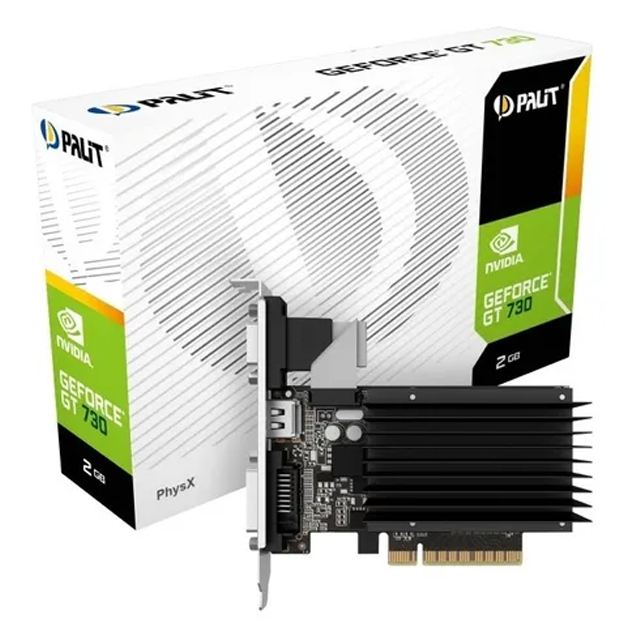 PALiT
GEFORCE GT 730
PALiT
PALiT
NVIDIA
GEFORCE
GT 730
2 GB
NVIDIA
GEFORCE
GT 730
2 GB
PhysX